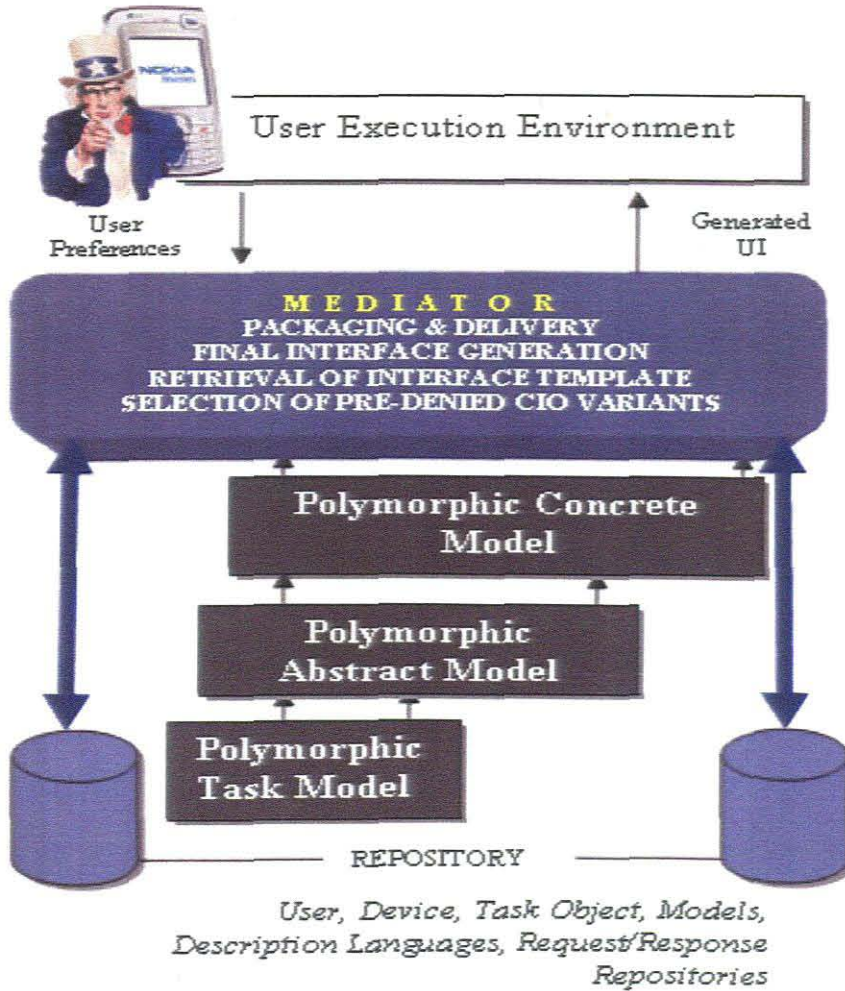 NOKIA
User Execution Environment
User
Preferences
Generated
UI
MEDIATOR
PACKAGING & DELIVERY
FINAL INTERFACE GENERATION
RETRIEVAL OF INTERFACE TEMPLATE
SELECTION OF PRE-DENIED CIO VARIANTS
Polymorphic Concrete
Model
Polymorphic
Abstract Model
Polymorphic
Task Model
REPOSITORY
User, Device, Task Object, Models,
Description Languages, Request/Response
Repositories